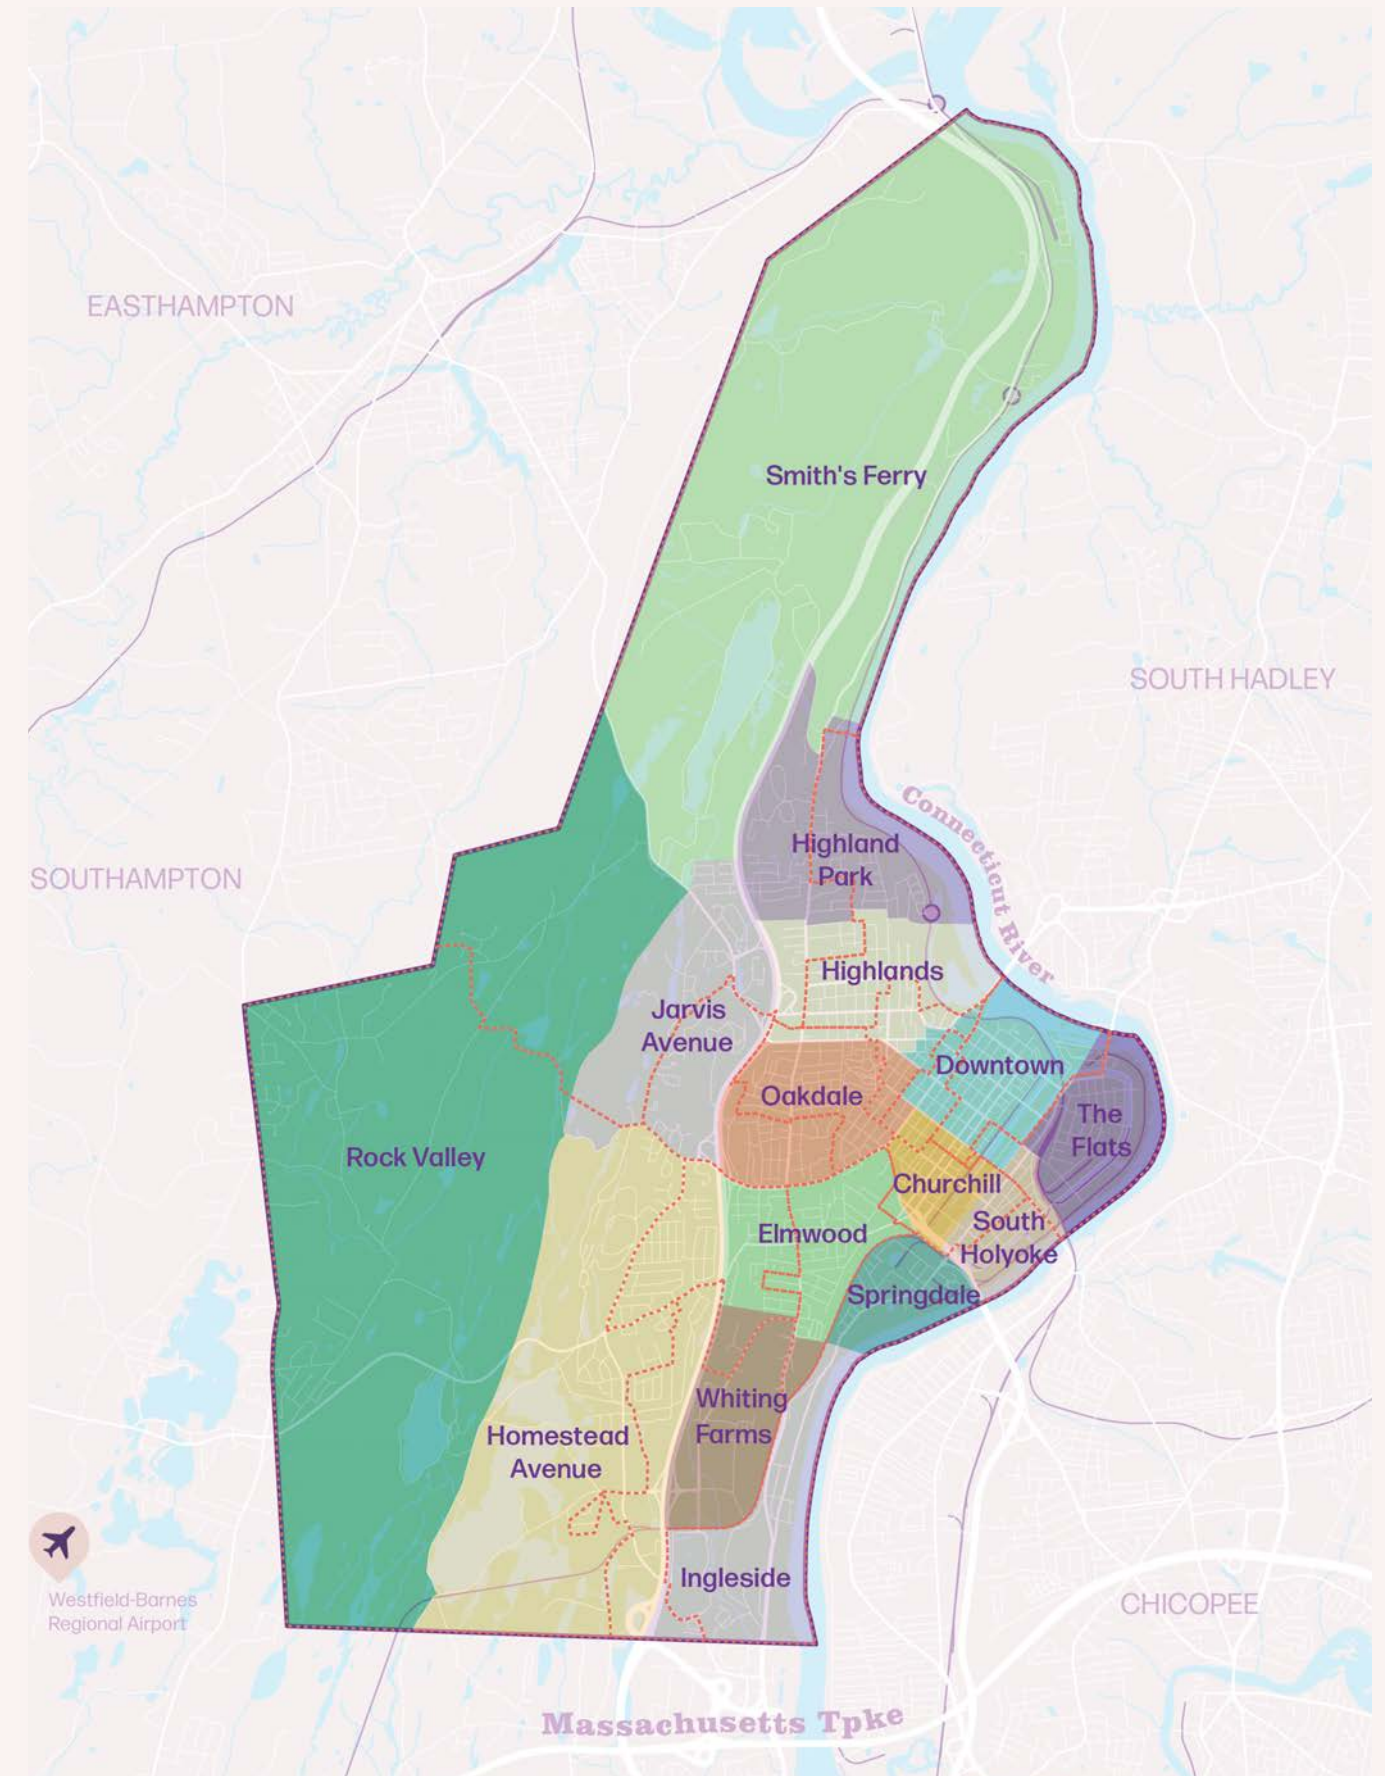 EASTHAMPTON
Smith's Ferry
SOUTH HADLEY
Connecticut River
Highland
Park
SOUTHAMPTON
Highlands
Jarvis
Avenue
Downtown
Oakdale
The
Flats
Rock Valley
Churchill
South
Holyoke
Elmwood
Springdale
Whiting
Farms
Homestead
Avenue
Ingleside
Westfield-Barnes
Regional Airport
CHICOPEE
Massachusetts Tpke